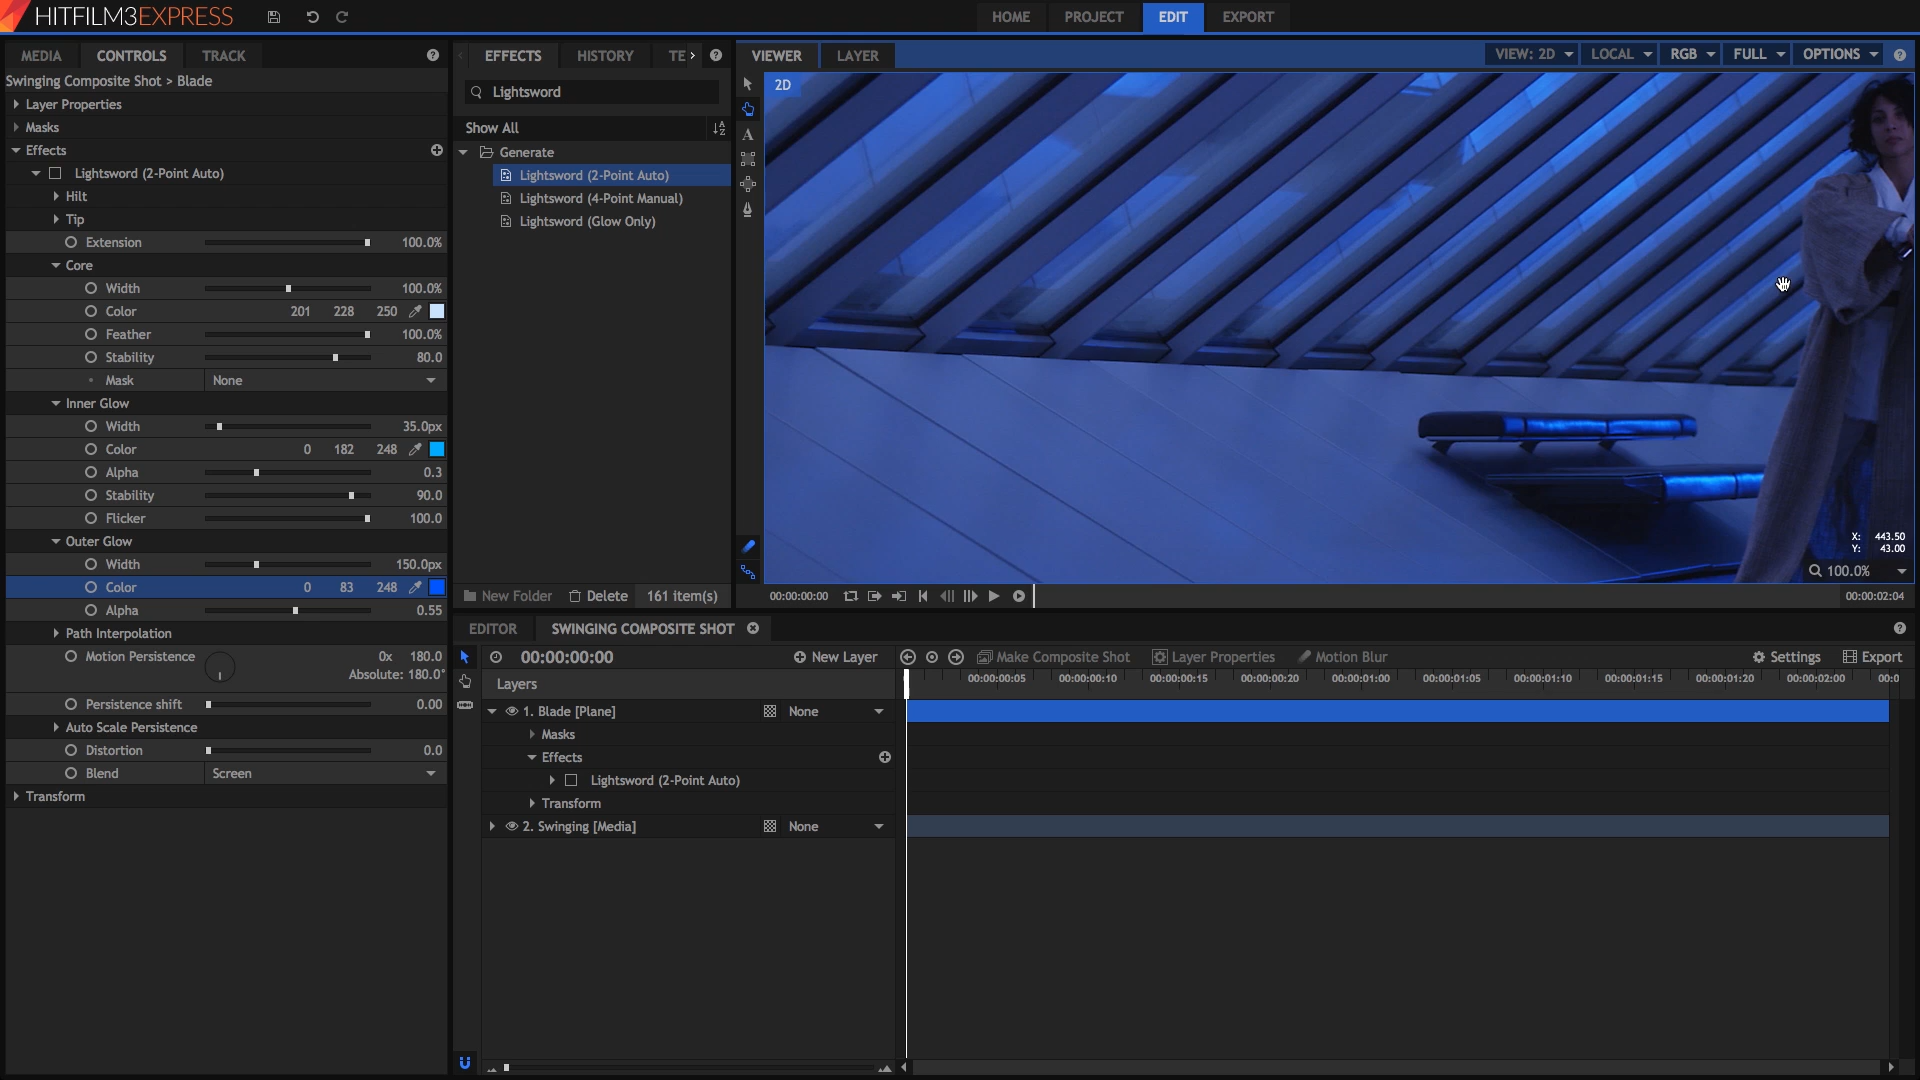 HITFILM3EXPRESS
HOME PROJECT EDIT EXPORT
MEDIA CONTROLS TRACK
Swinging Composite Shot > Blade
Layer Properties
Masks
Effects
Lightsword (2-Point Auto)
Hilt
Tip
Extension 100.0%
Core
Width 100.0%
Color 201 228 250
Feather 100.0%
Stability 80.0
Mask None
Inner Glow
Width 35.0px
Color 0 182 248
Alpha 0.3
Stability 90.0
Flicker 100.0
Outer Glow
Width 150.0px
Color 0 83 248
Alpha 0.55
Path Interpolation
Motion Persistence 0x 180.0
Absolute: 180.0°
Persistence shift 0.00
Auto Scale Persistence
Distortion 0.0
Blend Screen
Transform
EFFECTS HISTORY TE
Lightsword
Show All
Generate
Lightsword (2-Point Auto)
Lightsword (4-Point Manual)
Lightsword (Glow Only)
New Folder Delete 161 item(s)
VIEWER LAYER
VIEW: 2D LOCAL RGB FULL OPTIONS
2D
A
X: 443.50
Y: 43.00
100.0%
00:00:00:00 00:00:02:04
EDITOR SWINGING COMPOSITE SHOT
00:00:00:00 New Layer Make Composite Shot Layer Properties Motion Blur Settings Export
Layers
00:00:00:05 00:00:00:10 00:00:00:15 00:00:00:20 00:00:01:00 00:00:01:05 00:00:01:10 00:00:01:15 00:00:01:20 00:00:02:00 00:0
1. Blade [Plane] None
Masks
Effects
Lightsword (2-Point Auto)
Transform
2. Swinging [Media] None